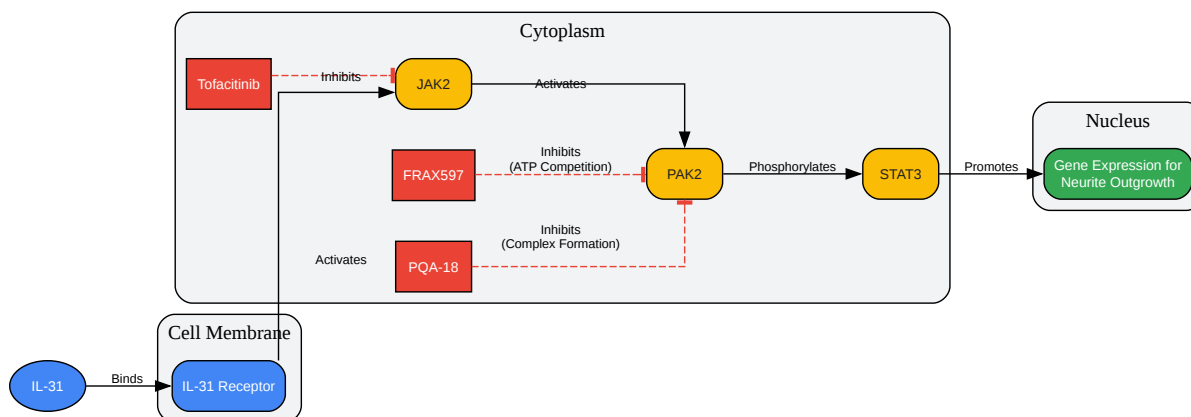 Cytoplasm
Tofacitinib
Inhibits
JAK2
Activates
Nucleus
FRAX597
Inhibits
(ATP Competition)
PAK2
Phosphorylates
STAT3
Promotes
Gene Expression for
Neurite Outgrowth
Inhibits
(Complex Formation)
Activates
PQA-18
Cell Membrane
IL-31
Binds
IL-31 Receptor